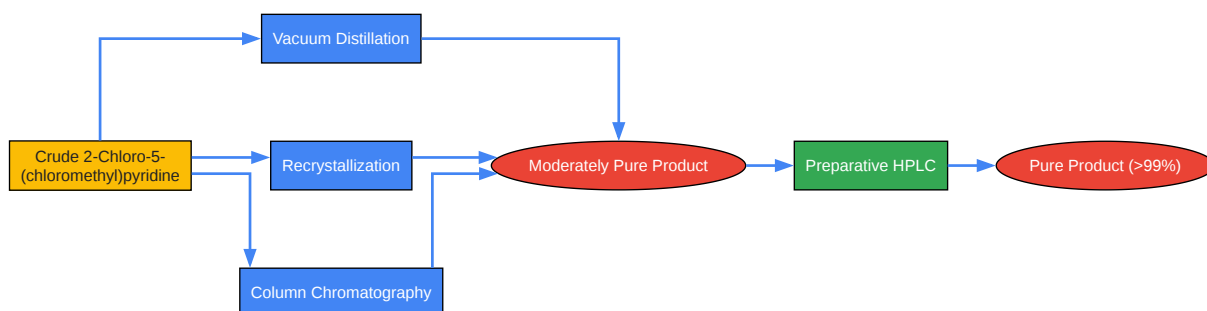 Vacuum Distillation
Crude 2-Chloro-5-
(chloromethyl)pyridine
Recrystallization
Moderately Pure Product
Preparative HPLC
Pure Product (>99%)
Column Chromatography